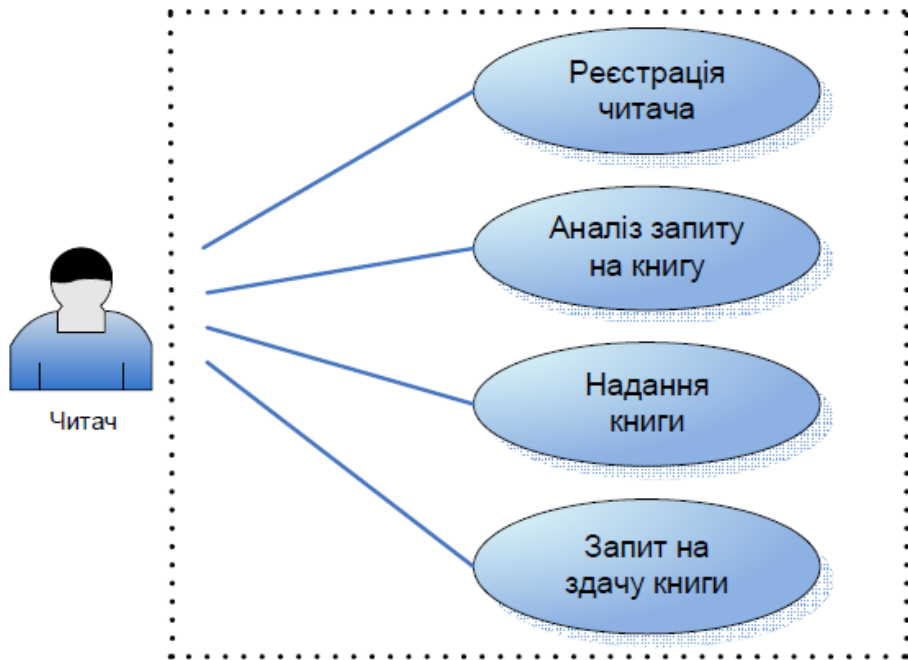 Реєстрація
читача
Аналіз запиту
на книгу
Надання
книги
Читач
Запит на
здачу книги